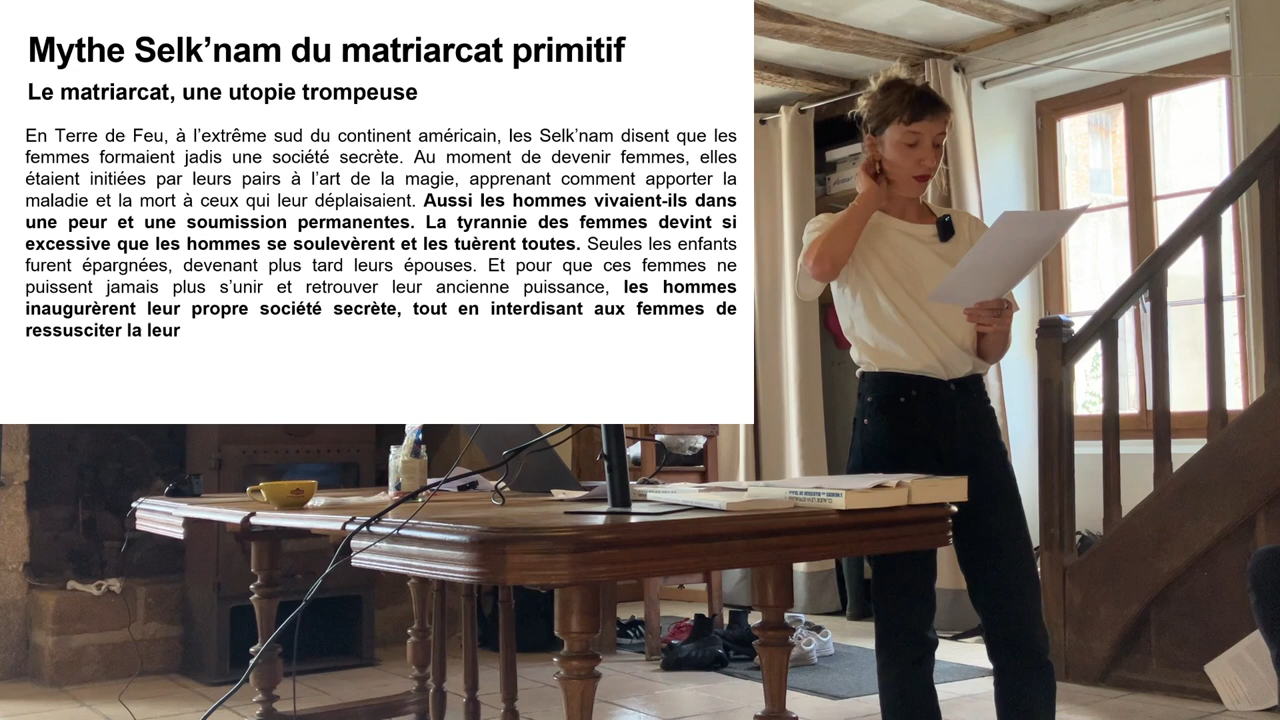 Mythe Selk’nam du matriarcat primitif
Le matriarcat, une utopie trompeuse
En Terre de Feu, à l’extrême sud du continent américain, les Selk’nam disent que les
femmes formaient jadis une société secrète. Au moment de devenir femmes, elles
étaient initiées par leurs pairs à l’art de la magie, apprenant comment apporter la
maladie et la mort à ceux qui leur déplaisaient. Aussi les hommes vivaient-ils dans
une peur et une soumission permanentes. La tyrannie des femmes devint si
excessive que les hommes se soulevèrent et les tuèrent toutes. Seules les enfants
furent épargnées, devenant plus tard leurs épouses. Et pour que ces femmes ne
puissent jamais plus s’unir et retrouver leur ancienne puissance, les hommes
inaugurèrent leur propre société secrète, tout en interdisant aux femmes de
ressusciter la leur